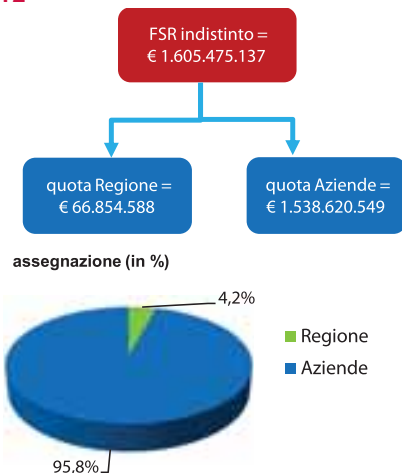 FSR indistinto =
€ 1.605.475.137
quota Regione =
€ 66.854.588
quota Aziende =
€ 1.538.620.549
assegnazione (in %)
4,2%
Regione
Aziende
95,8%